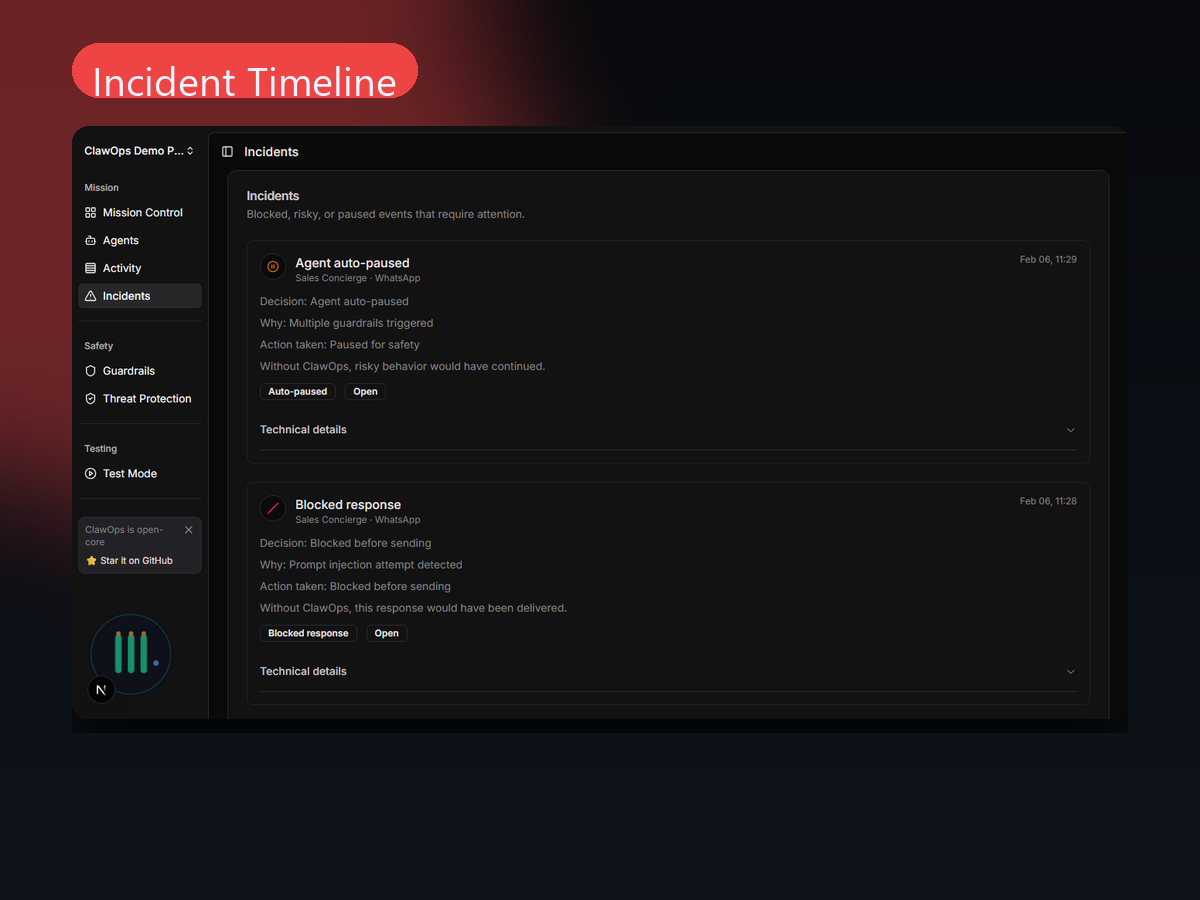 Incident Timeline
ClawOps Demo P...
Mission
Mission Control
Agents
Activity
Incidents
Safety
Guardrails
Threat Protection
Testing
Test Mode
ClawOps is open-
core
Star it on GitHub
N
Incidents
Incidents
Blocked, risky, or paused events that require attention.
Agent auto-paused
Feb 06, 11:29
Sales Concierge · WhatsApp
Decision: Agent auto-paused
Why: Multiple guardrails triggered
Action taken: Paused for safety
Without ClawOps, risky behavior would have continued.
Auto-paused Open
Technical details
Blocked response
Feb 06, 11:28
Sales Concierge · WhatsApp
Decision: Blocked before sending
Why: Prompt injection attempt detected
Action taken: Blocked before sending
Without ClawOps, this response would have been delivered.
Blocked response Open
Technical details